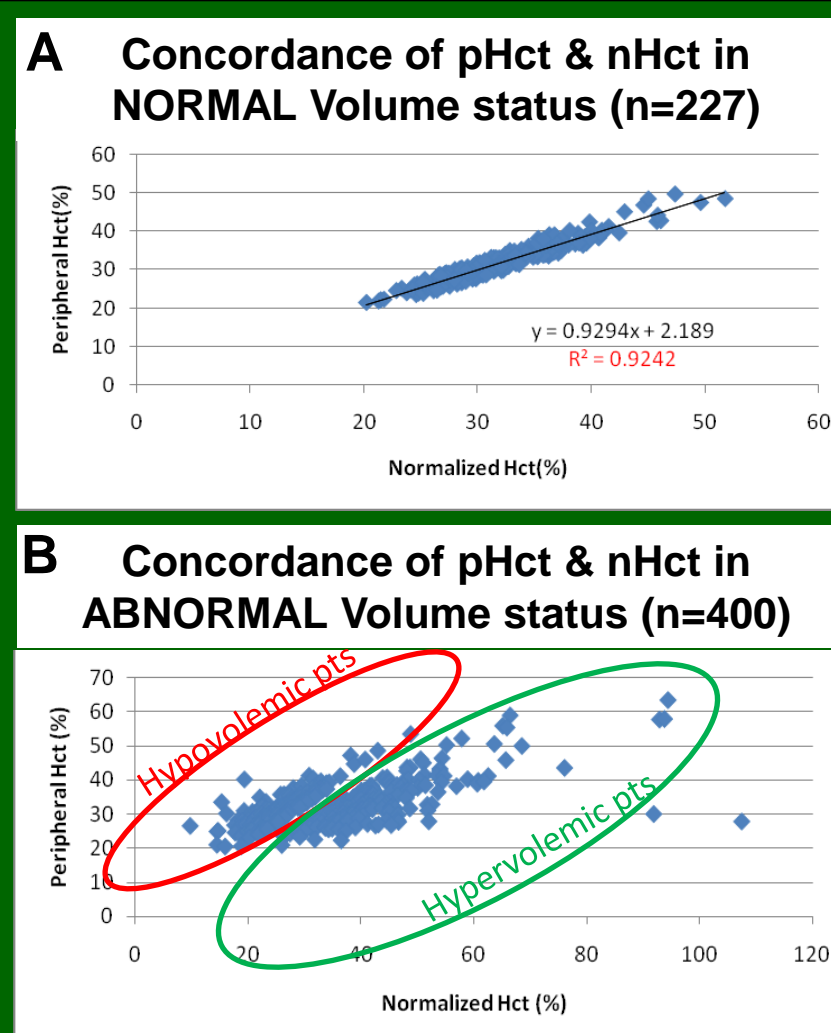 A
Concordance of pHct & nHct in
NORMAL Volume status (n=227)
Peripheral Hct(%)
60
50
40
30
20
10
0
y = 0.9294x + 2.189
R² = 0.9242
0 10 20 30 40 50 60
Normalized Hct(%)
B
Concordance of pHct & nHct in
ABNORMAL Volume status (n=400)
Peripheral Hct (%)
70
60
50
40
30
20
10
0
Hypovolemic pts
Hypervolemic pts
0 20 40 60 80 100 120
Normalized Hct (%)